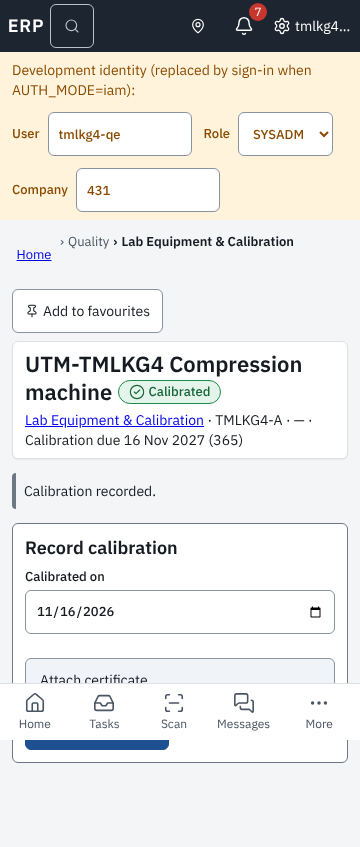 ERP
7
tmlkg4...
Development identity (replaced by sign-in when
AUTH_MODE=iam):
User
tmlkg4-qe
Role
SYSADM
Company
431
Home
› Quality › Lab Equipment & Calibration
Add to favourites
UTM-TMLKG4 Compression
machine
Calibrated
Lab Equipment & Calibration · TMLKG4-A · — ·
Calibration due 16 Nov 2027 (365)
Calibration recorded.
Record calibration
Calibrated on
11/16/2026
Attach certificate
Home
Tasks
Scan
Messages
More